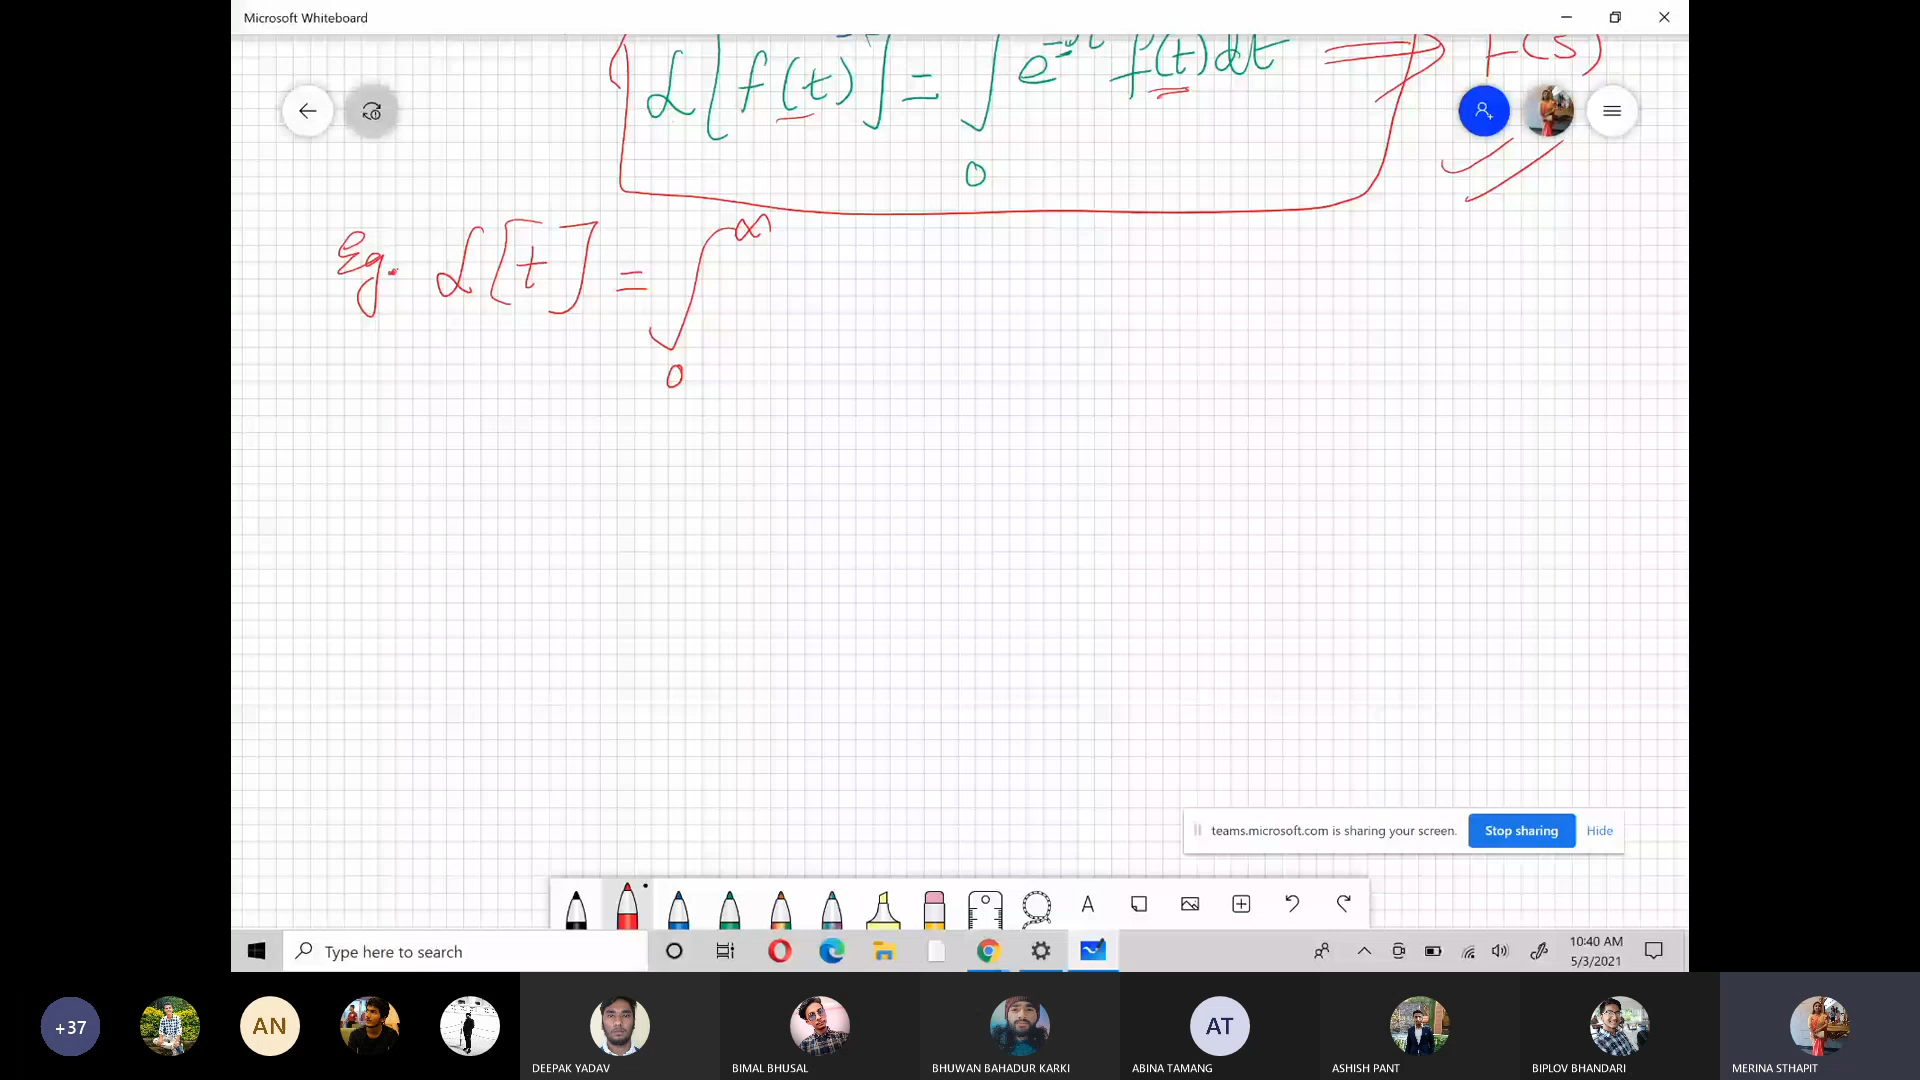 Microsoft Whiteboard
L[f(t)] = ∫ e^-st f(t)dt ⇒ F(s)
0
Eg. L[t] = ∫ ∞
0
teams.microsoft.com is sharing your screen.
Stop sharing
Hide
A
Type here to search
10:40 AM
5/3/2021
+37
AN
AT
DEEPAK YADAV
BIMAL BHUSAL
BHUWAN BAHADUR KARKI
ABINA TAMANG
ASHISH PANT
BIPLOV BHANDARI
MERINA STHAPIT